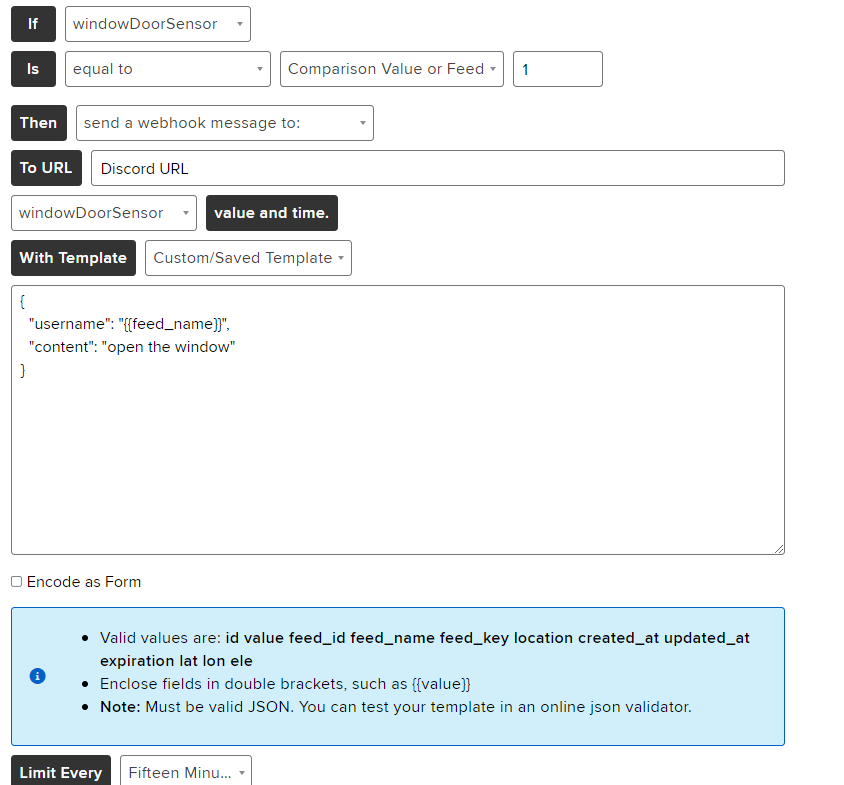 If windowDoorSensor
Is equal to Comparison Value or Feed 1
Then send a webhook message to:
To URL Discord URL
windowDoorSensor value and time.
With Template Custom/Saved Template
{
"username": "{{feed_name}}",
"content": "open the window"
}
Encode as Form
Valid values are: id value feed_id feed_name feed_key location created_at updated_at
expiration lat lon ele
Enclose fields in double brackets, such as {{value}}
Note: Must be valid JSON. You can test your template in an online json validator.
Limit Every Fifteen Minu...